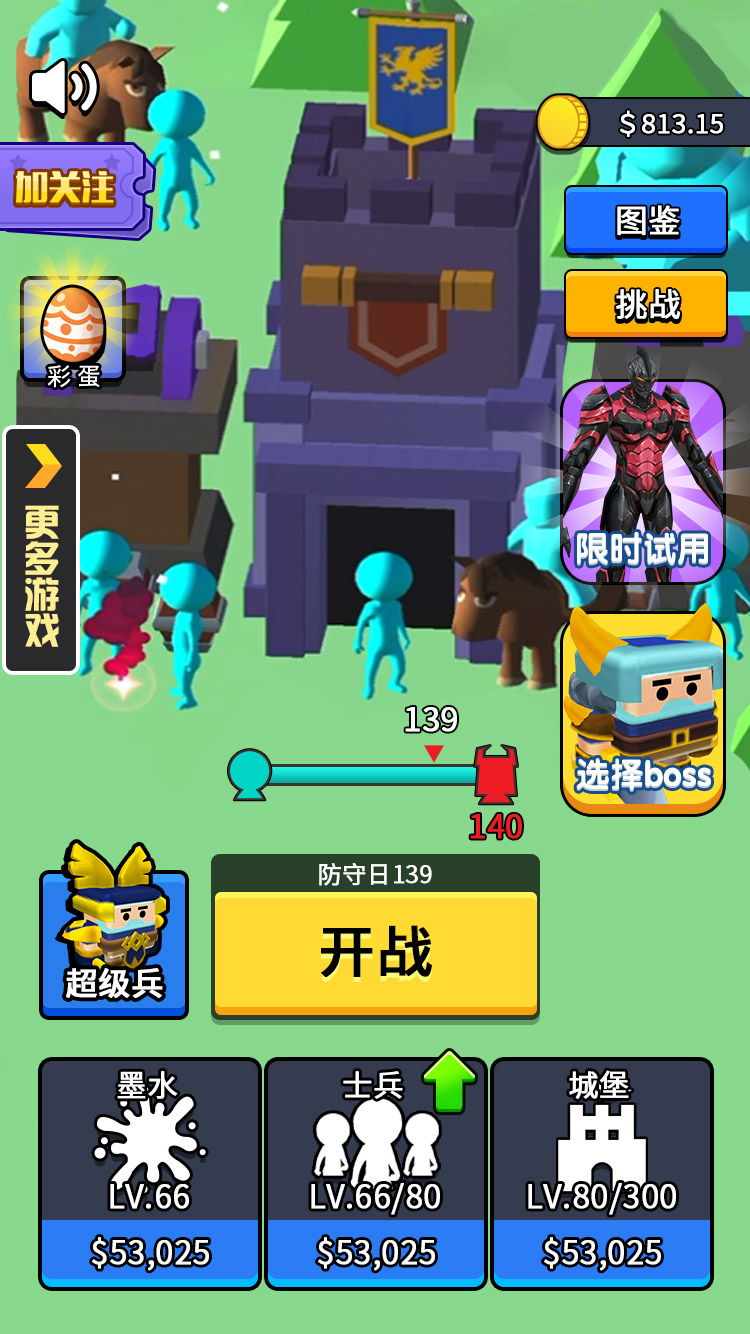 $813.15
加关注
图鉴
挑战
彩蛋
更多游戏
限时试用
139
选择boss
140
防守日139
开战
超级兵
墨水
LV.66
$53,025
士兵
LV.66/80
$53,025
城堡
LV.80/300
$53,025